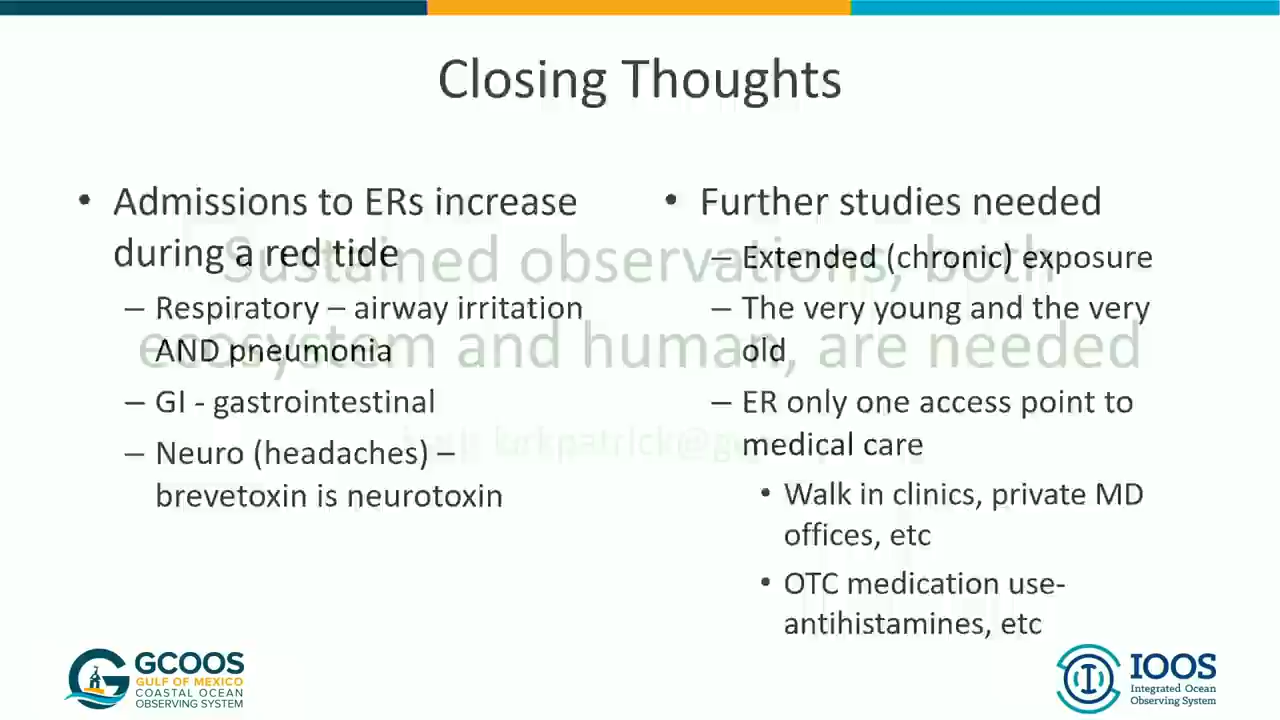 Closing Thoughts
• Admissions to ERs increase
during a red tide
– Respiratory – airway irritation
AND pneumonia
– GI - gastrointestinal
– Neuro (headaches) –
brevetoxin is neurotoxin
• Further studies needed
– Extended (chronic) exposure
– The very young and the very
old
– ER only one access point to
medical care
• Walk in clinics, private MD
offices, etc
• OTC medication use-
antihistamines, etc
Sustained observations, both
ecosystem and human, are needed
kirkpatrick@
GCOOS
GULF OF MEXICO
COASTAL OCEAN
OBSERVING SYSTEM
IOOS
Integrated Ocean
Observing System